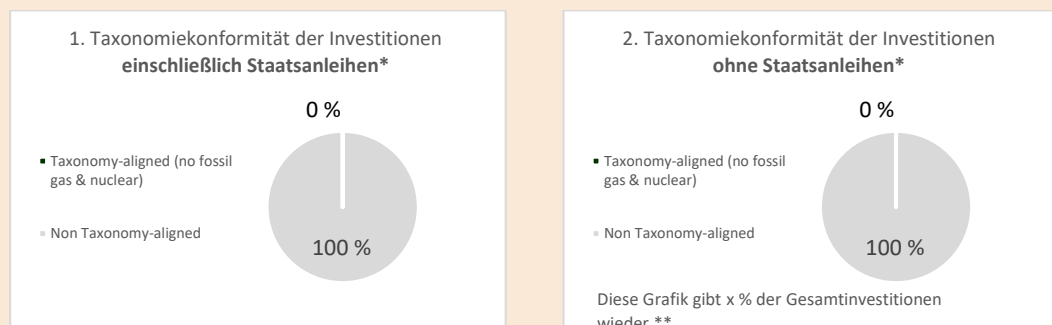 1. Taxonomiekonformität der Investitionen
einschließlich Staatsanleihen*
0 %
Taxonomy-aligned (no fossil
gas & nuclear)
Non Taxonomy-aligned
100 %
2. Taxonomiekonformität der Investitionen
ohne Staatsanleihen*
0 %
Taxonomy-aligned (no fossil
gas & nuclear)
Non Taxonomy-aligned
100 %
Diese Grafik gibt x % der Gesamtinvestitionen
wieder.**